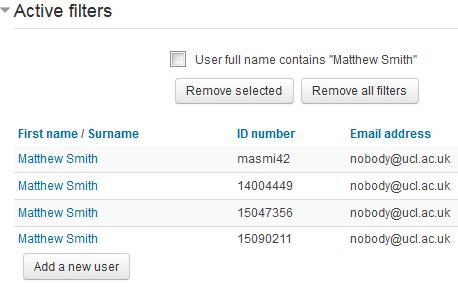 Active filters
User full name contains "Matthew Smith"
Remove selected Remove all filters
First name / Surname ID number Email address
Matthew Smith masmi42 nobody@ucl.ac.uk
Matthew Smith 14004449 nobody@ucl.ac.uk
Matthew Smith 15047356 nobody@ucl.ac.uk
Matthew Smith 15090211 nobody@ucl.ac.uk
Add a new user